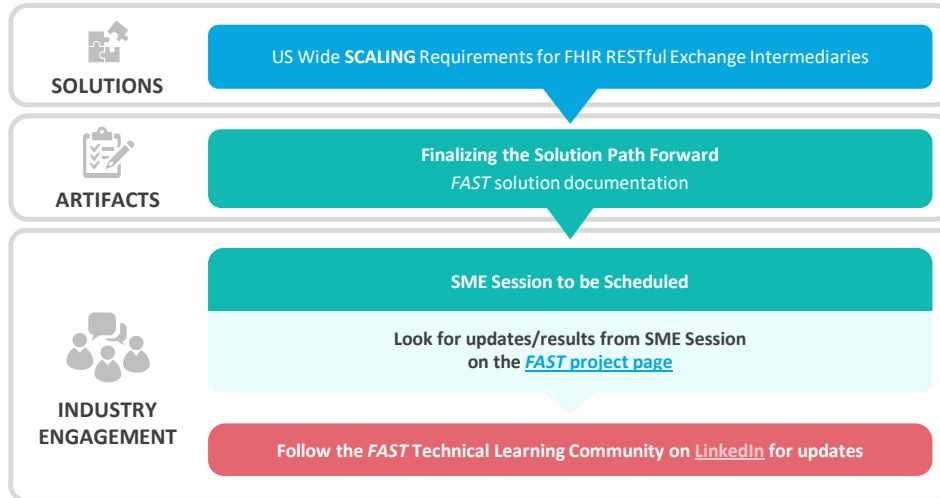 SOLUTIONS
US Wide SCALING Requirements for FHIR RESTful Exchange Intermediaries
ARTIFACTS
Finalizing the Solution Path Forward
FAST solution documentation
INDUSTRY
ENGAGEMENT
SME Session to be Scheduled
Look for updates/results from SME Session
on the FAST project page
Follow the FAST Technical Learning Community on LinkedIn for updates